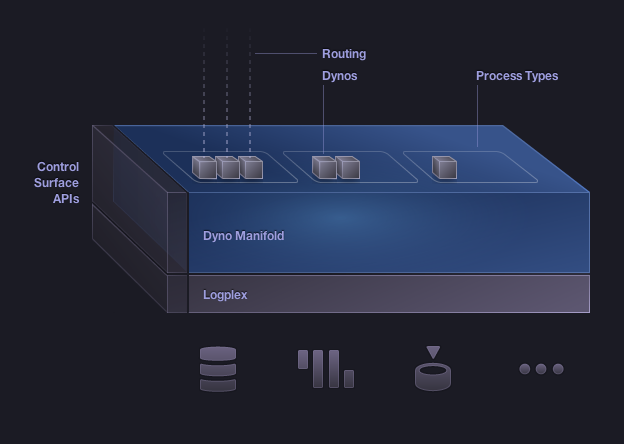 Routing
Dynos
Process Types
Control
Surface
APIs
Dyno Manifold
Logplex